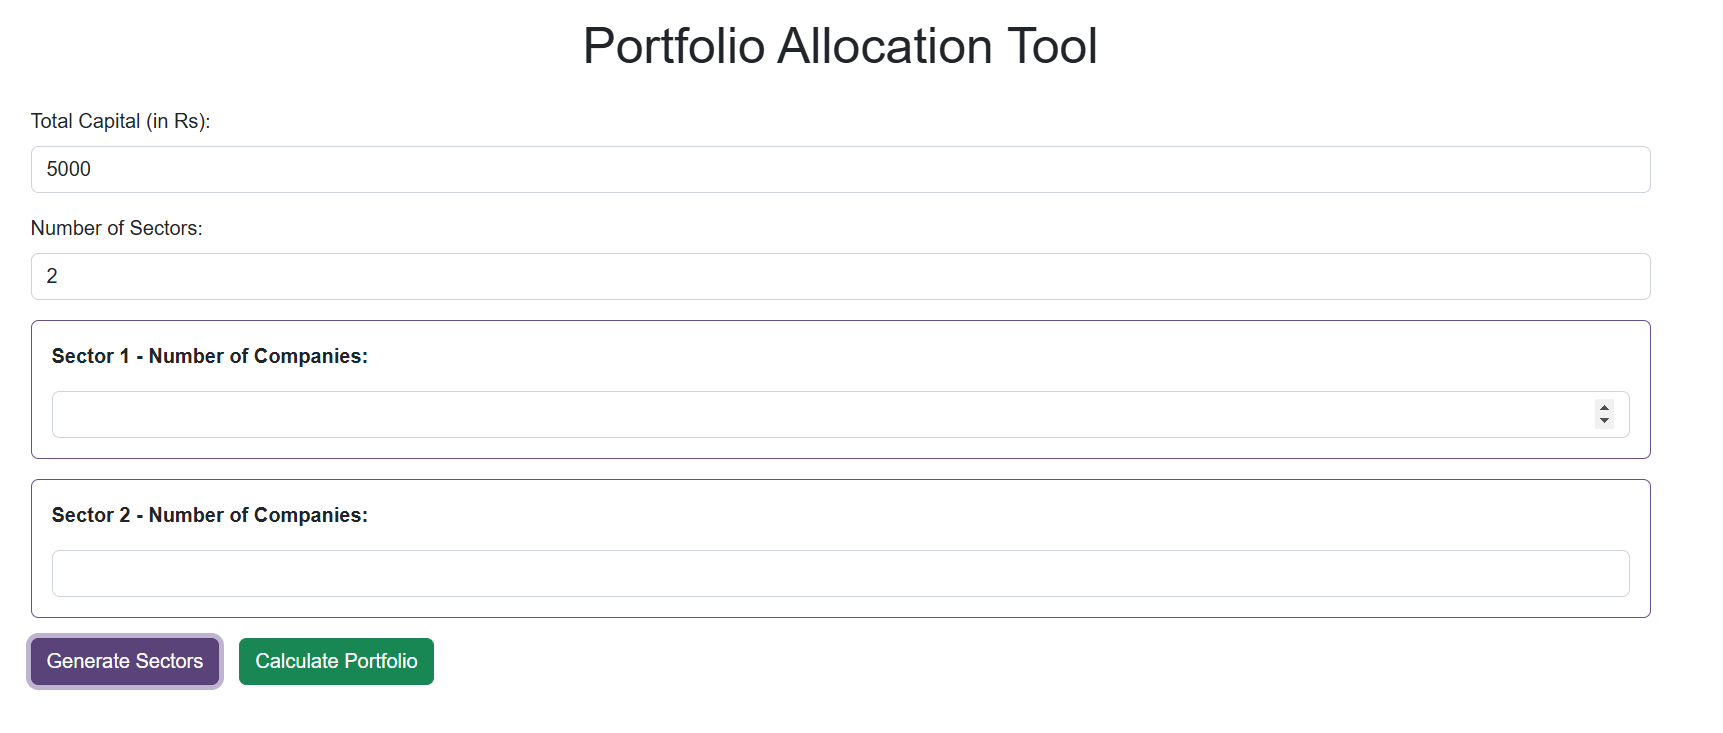 Portfolio Allocation Tool
Total Capital (in Rs):
5000
Number of Sectors:
2
Sector 1 - Number of Companies:
Sector 2 - Number of Companies:
Generate Sectors Calculate Portfolio